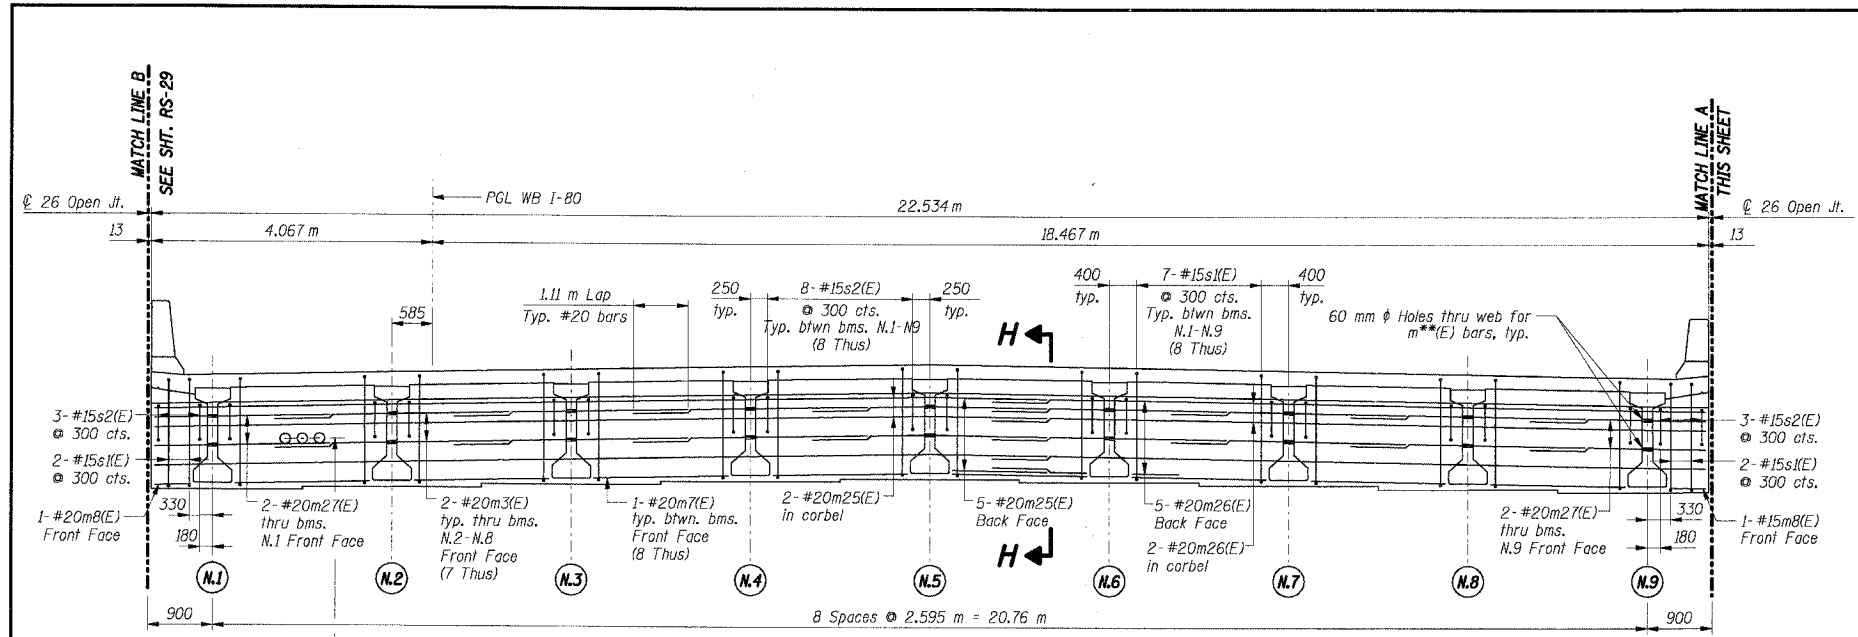 MATCH LINE B
SEE SHT. RS-29
MATCH LINE A
THIS SHEET
PGL WB I-80
℄ 26 Open Jt.
22.534 m
℄ 26 Open Jt.
13
4.067 m
18.467 m
13
585
1.11 m Lap
Typ. #20 bars
250
typ.
8- #15s2(E)
@ 300 cts.
Typ. btwn bms. N.1-N9
(8 Thus)
250
typ.
H
400
typ.
7- #15s1(E)
@ 300 cts.
Typ. btwn bms.
N.1-N.9
(8 Thus)
400
typ.
60 mm ϕ Holes thru web for
m**(E) bars, typ.
3- #15s2(E)
@ 300 cts.
2- #15s1(E)
@ 300 cts.
3- #15s2(E)
@ 300 cts.
2- #15s1(E)
@ 300 cts.
1- #20m8(E)
Front Face
330
180
2- #20m27(E)
thru bms.
N.1 Front Face
2- #20m3(E)
typ. thru bms.
N.2-N.8
Front Face
(7 Thus)
1- #20m7(E)
typ. btwn. bms.
Front Face
(8 Thus)
2- #20m25(E)
in corbel
5- #20m25(E)
Back Face
H
5- #20m26(E)
Back Face
2- #20m26(E)
in corbel
2- #20m27(E)
thru bms.
N.9 Front Face
330
180
1- #15m8(E)
Front Face
N.1
N.2
N.3
N.4
N.5
N.6
N.7
N.8
N.9
900
8 Spaces @ 2.595 m = 20.76 m
900